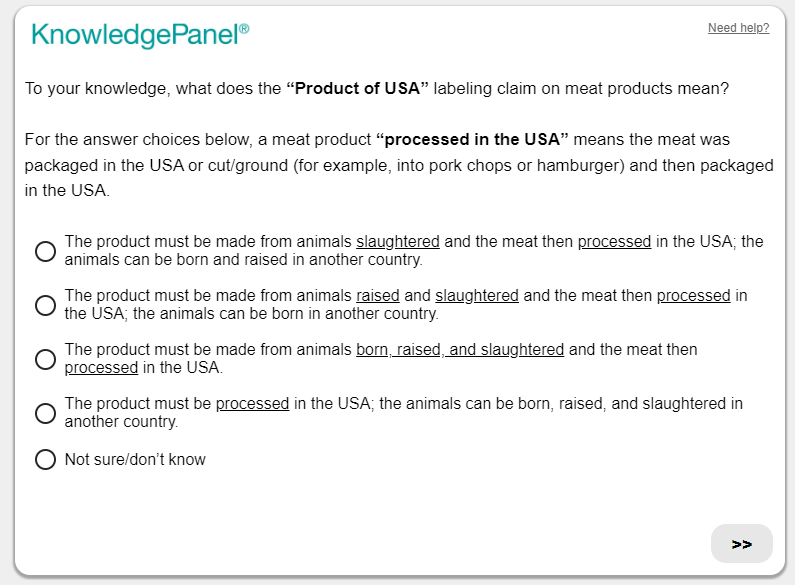 KnowledgePanel®
Need help?
To your knowledge, what does the “Product of USA” labeling claim on meat products mean?
For the answer choices below, a meat product “processed in the USA” means the meat was
packaged in the USA or cut/ground (for example, into pork chops or hamburger) and then packaged
in the USA.
The product must be made from animals slaughtered and the meat then processed in the USA; the
animals can be born and raised in another country.
The product must be made from animals raised and slaughtered and the meat then processed in
the USA; the animals can be born in another country.
The product must be made from animals born, raised, and slaughtered and the meat then
processed in the USA.
The product must be processed in the USA; the animals can be born, raised, and slaughtered in
another country.
Not sure/don’t know
>>